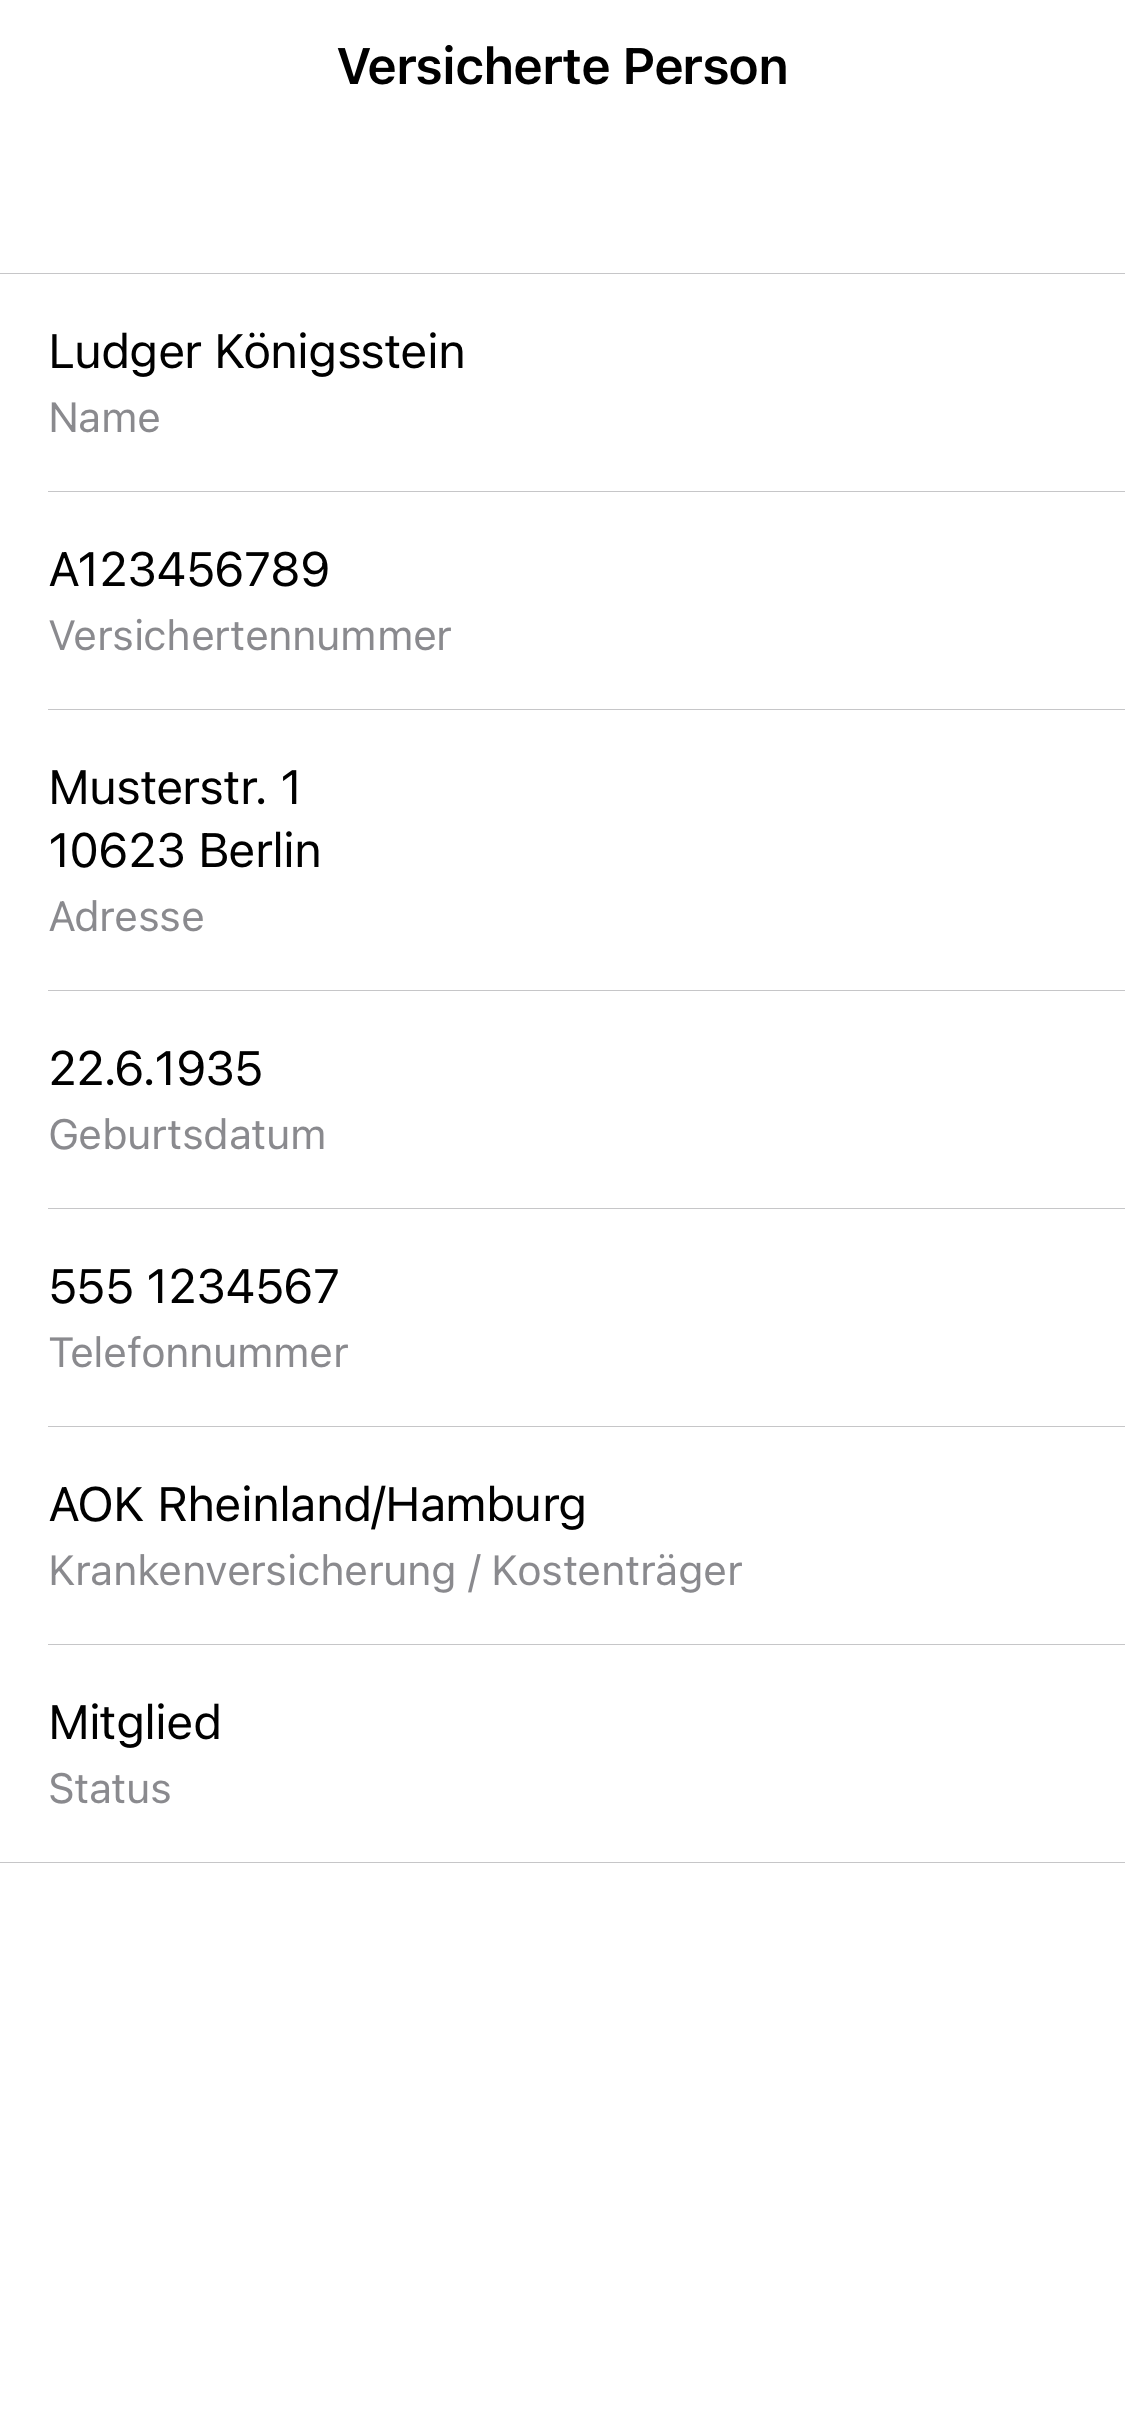 Versicherte Person
Ludger Königsstein
Name
A123456789
Versichertennummer
Musterstr. 1
10623 Berlin
Adresse
22.6.1935
Geburtsdatum
555 1234567
Telefonnummer
AOK Rheinland/Hamburg
Krankenversicherung / Kostenträger
Mitglied
Status